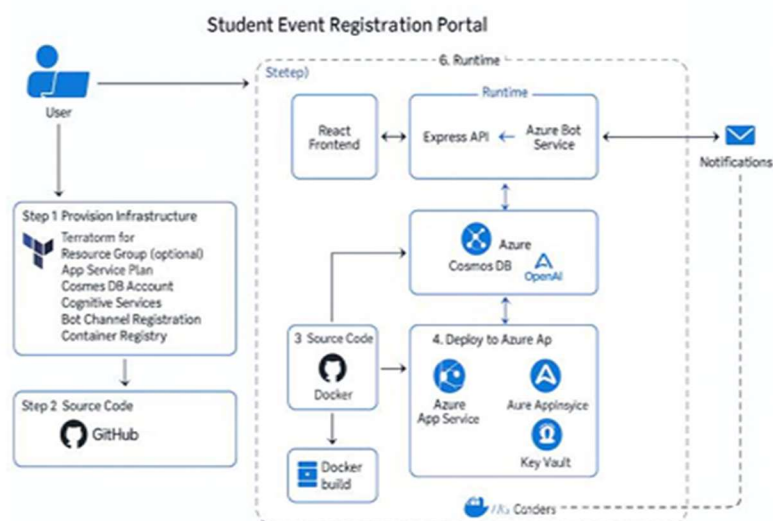 Student Event Registration Portal
6. Runtime
Stetep)
User
Runtime
React
Frontend
Express API
Azure Bot
Service
Notifications
Step 1 Provision Infrastructure
Terratorm for
Resource Group (optional)
App Service Plan
Cosmes DB Account
Cognitive Services
Bot Channel Registration
Container Registry
Azure
Cosmos DB
OpenAI
3 Source Code
Docker
4. Deploy to Azure Ap
Azure
App Service
Aure Appinsyice
Key Vault
Step 2 Source Code
GitHub
Docker
build
Canders